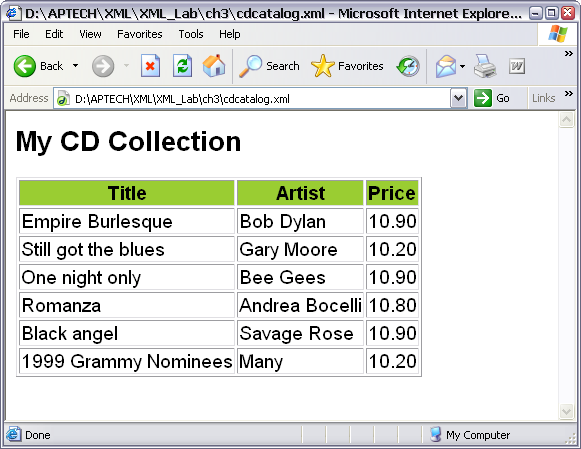 D:\APTECH\XML\XML_Lab\ch3\cdcatalog.xml - Microsoft Internet Explore...
File Edit View Favorites Tools Help »
Back Search Favorites W »
Address D:\APTECH\XML\XML_Lab\ch3\cdcatalog.xml Go Links »
My CD Collection
Title Artist Price
Empire Burlesque Bob Dylan 10.90
Still got the blues Gary Moore 10.20
One night only Bee Gees 10.90
Romanza Andrea Bocelli 10.80
Black angel Savage Rose 10.90
1999 Grammy Nominees Many 10.20
Done My Computer